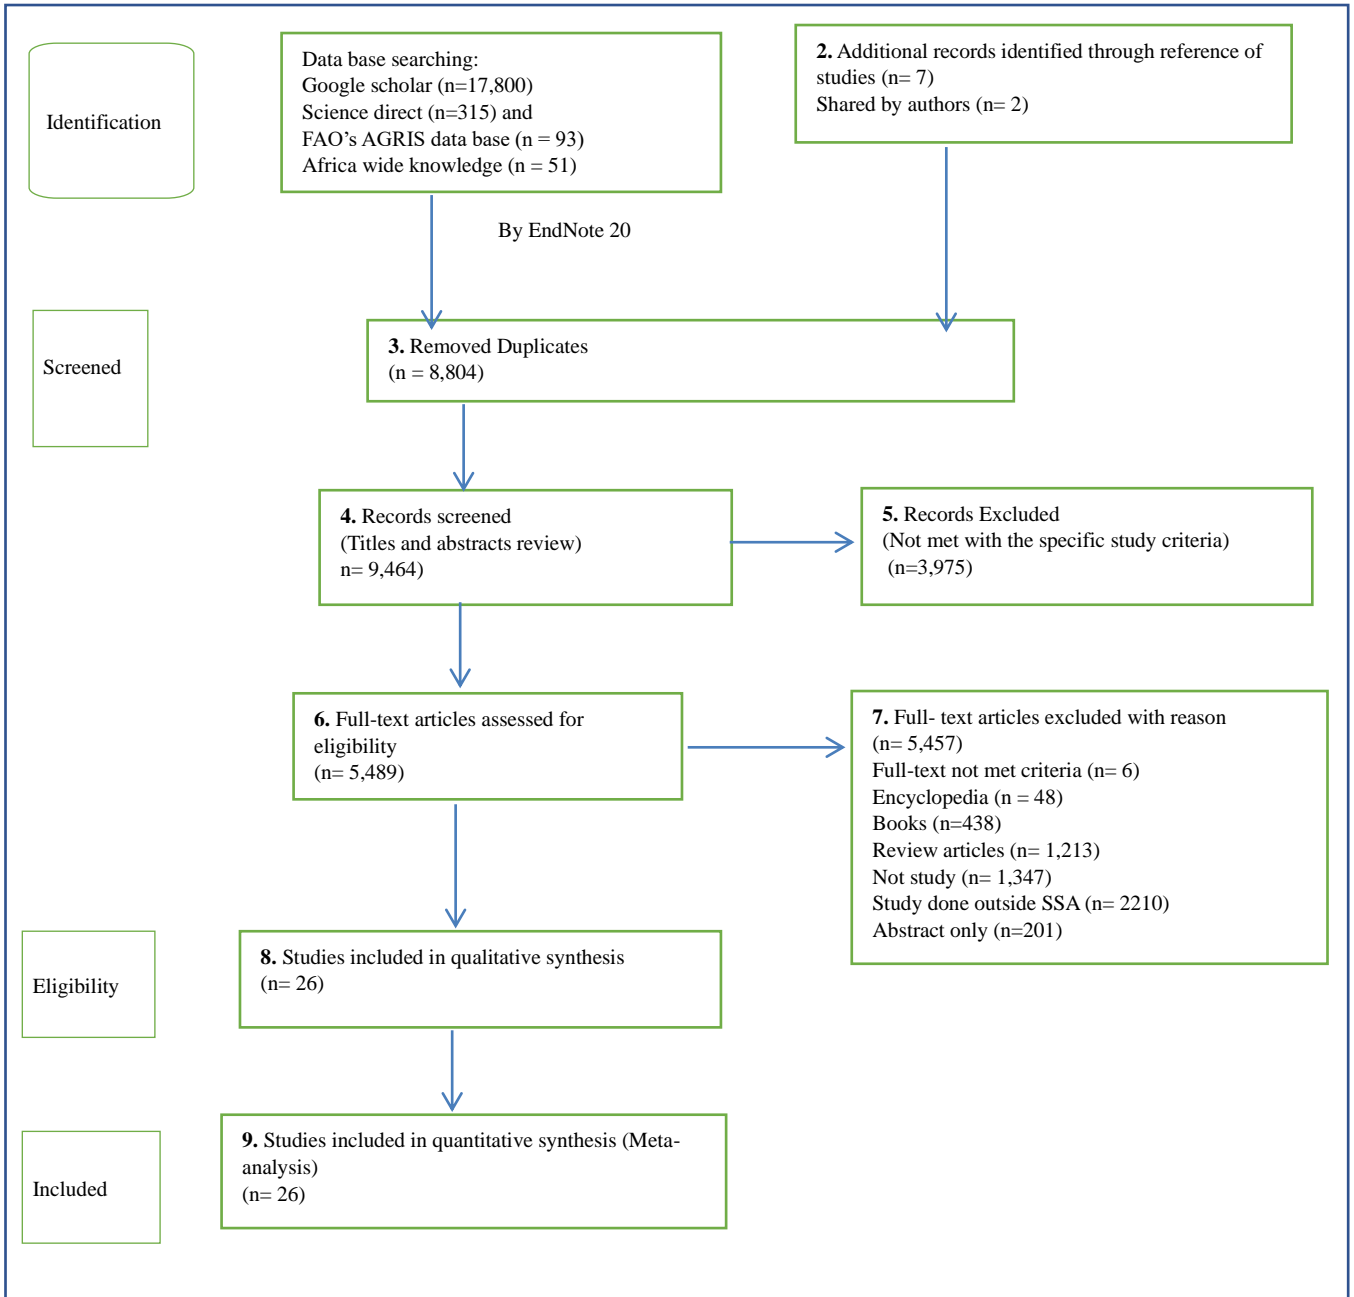 Identification
Data base searching:
Google scholar (n=17,800)
Science direct (n=315) and
FAO's AGRIS data base (n = 93)
Africa wide knowledge (n = 51)
2. Additional records identified through reference of
studies (n= 7)
Shared by authors (n= 2)
By EndNote 20
Screened
3. Removed Duplicates
(n = 8,804)
4. Records screened
(Titles and abstracts review)
n= 9,464)
5. Records Excluded
(Not met with the specific study criteria)
(n=3,975)
6. Full-text articles assessed for
eligibility
(n= 5,489)
7. Full- text articles excluded with reason
(n= 5,457)
Full-text not met criteria (n= 6)
Encyclopedia (n = 48)
Books (n=438)
Review articles (n= 1,213)
Not study (n= 1,347)
Study done outside SSA (n= 2210)
Abstract only (n=201)
Eligibility
8. Studies included in qualitative synthesis
(n= 26)
Included
9. Studies included in quantitative synthesis (Meta-
analysis)
(n= 26)